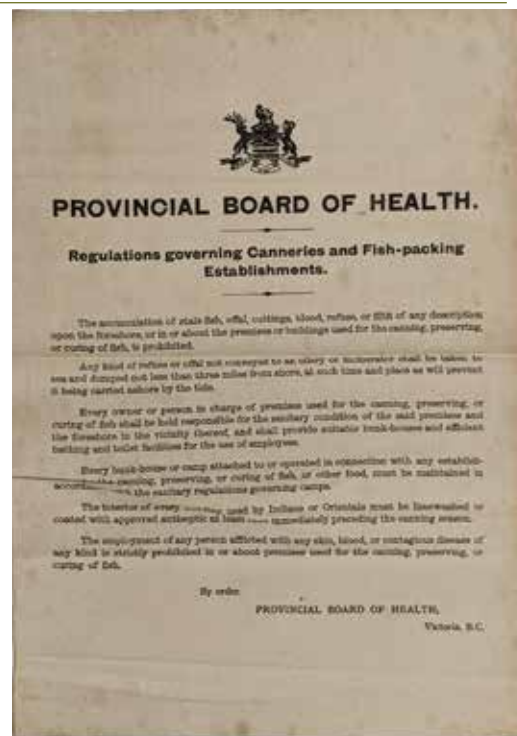 PROVINCIAL BOARD OF HEALTH.
Regulations governing Canneries and Fish-packing
Establishments.
The accumulation of stale fish, offal, cuttings, blood, refuse, or filth of any description
upon the foreshore, or in or about the premises or buildings used for the canning, preserving,
or curing of fish, is prohibited.
Any kind of refuse or offal not conveyed to an oilery or incinerator shall be taken to
sea and dumped not less than three miles from shore, at such time and place as will prevent
it being carried ashore by the tide.
Every owner or person in charge of premises used for the canning, preserving, or
curing of fish shall be held responsible for the sanitary condition of the said premises and
the foreshore in the vicinity thereof, and shall provide suitable bunk-houses and efficient
bathing and toilet facilities for the use of employees.
Every bunk-house or camp attached to or operated in connection with any establish-
the canning, preserving, or curing of fish, or other food, must be maintained in
the sanitary regulations governing camps.
The interior of every used by Indians or Orientals must be limewashed or
coated with approved antiseptic at least immediately preceding the canning season.
The employment of any person afflicted with any skin, blood, or contagious disease of
any kind is strictly prohibited in or about premises used for the canning, preserving, or
curing of fish.
By order
PROVINCIAL BOARD OF HEALTH,
Victoria, B.C.